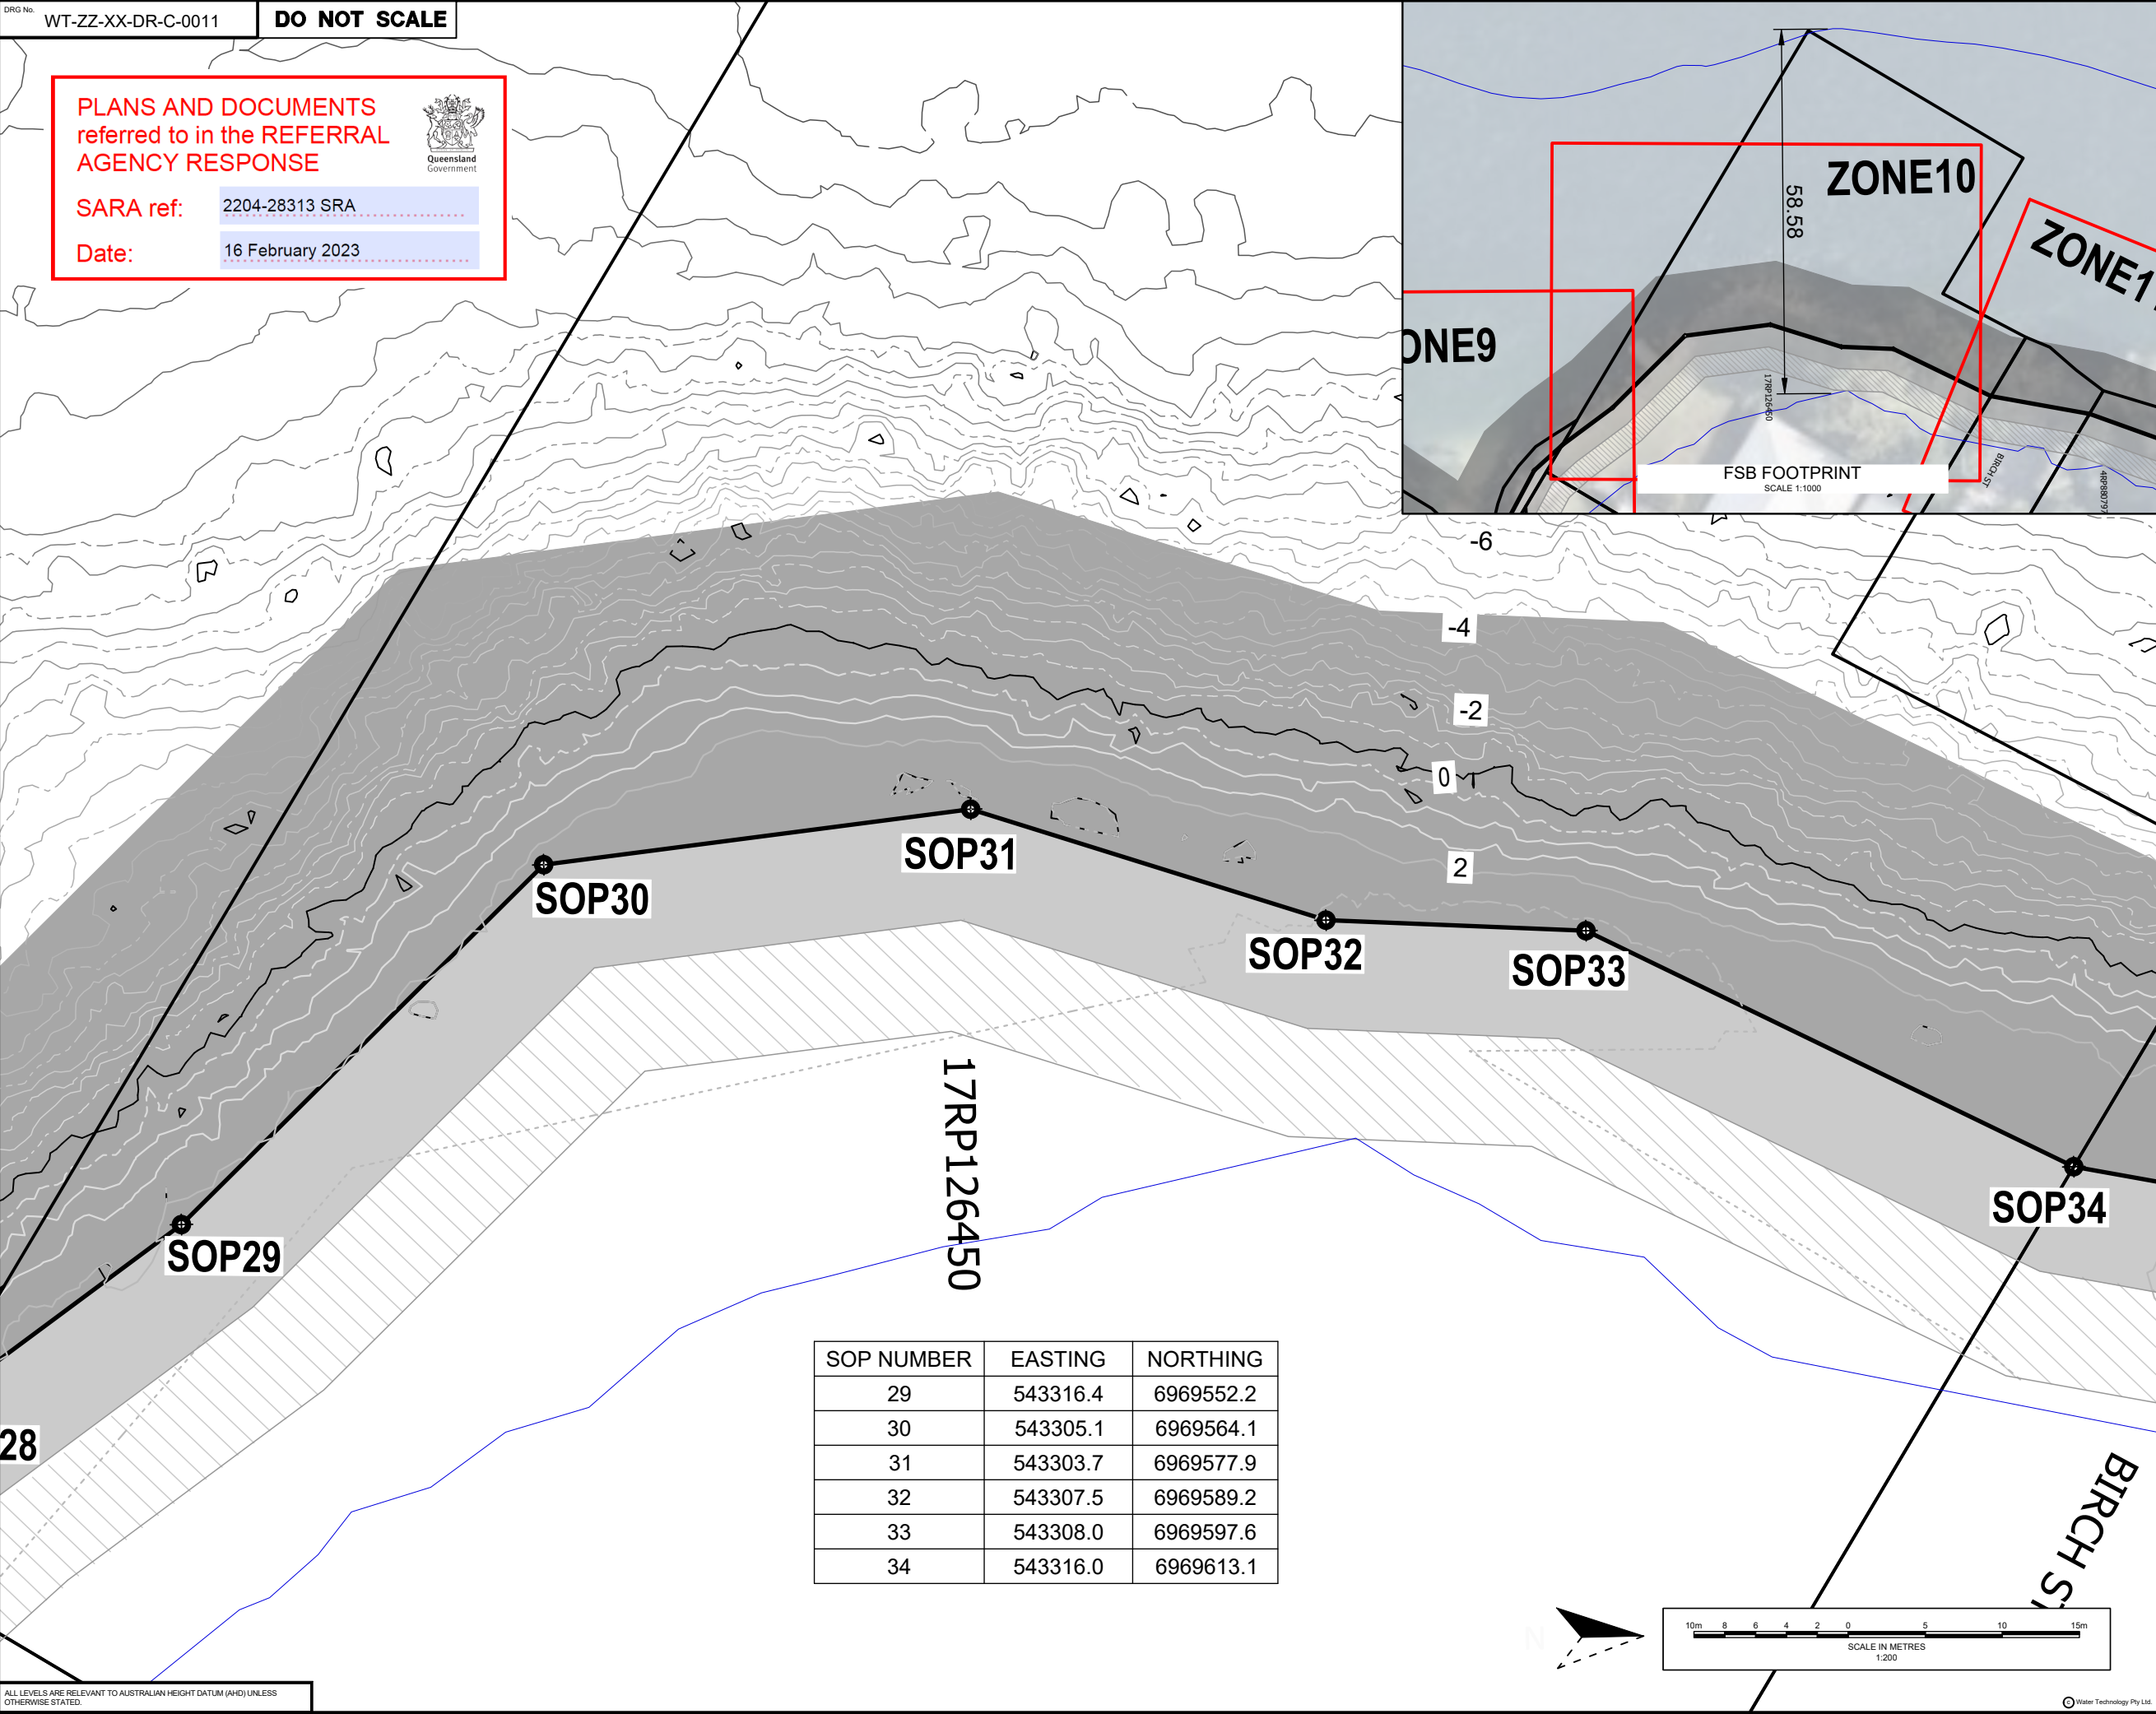 DRG No.
WT-ZZ-XX-DR-C-0011
DO NOT SCALE
PLANS AND DOCUMENTS
referred to in the REFERRAL
AGENCY RESPONSE
Queensland
Government
SARA ref: 2204-28313 SRA
Date: 16 February 2023
ZONE10
58.58
ZONE1
ONE9
17RP126450
BIRCH ST
FSB FOOTPRINT
SCALE 1:1000
-6
-4
-2
0
2
SOP31
SOP30
SOP32
SOP33
SOP34
SOP29
28
17RP126450
BIRCH ST
SOP NUMBER EASTING NORTHING
29 543316.4 6969552.2
30 543305.1 6969564.1
31 543303.7 6969577.9
32 543307.5 6969589.2
33 543308.0 6969597.6
34 543316.0 6969613.1
N
10m 8 6 4 2 0 5 10 15m
SCALE IN METRES
1:200
ALL LEVELS ARE RELEVANT TO AUSTRALIAN HEIGHT DATUM (AHD) UNLESS
OTHERWISE STATED.
© Water Technology Pty Ltd.